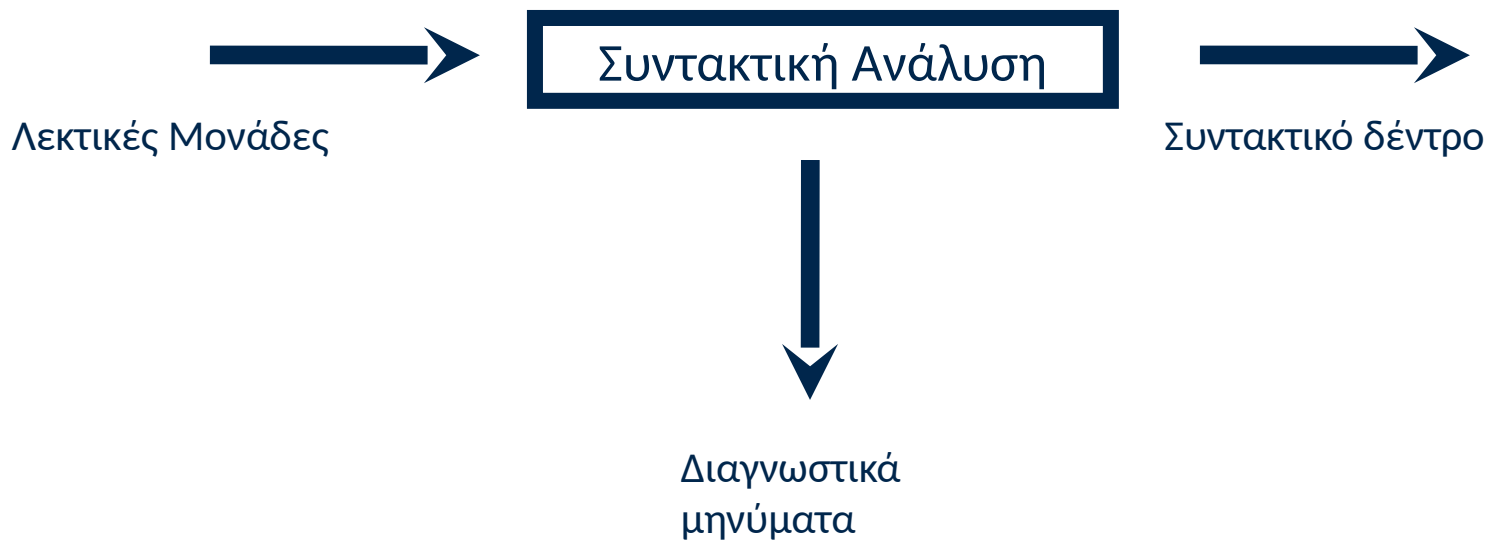 Συντακτική Ανάλυση
Λεκτικές Μονάδες
Συντακτικό δέντρο
Διαγνωστικά
μηνύματα